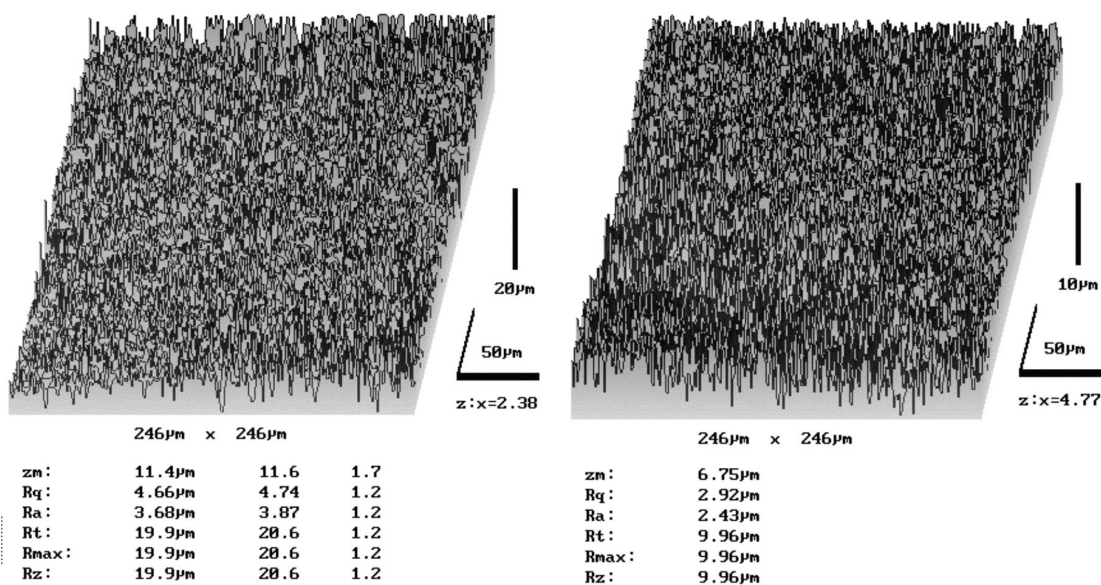 20µm
50µm
z:x=2.38
246µm x 246µm
zm: 11.4µm 11.6 1.7
Rq: 4.66µm 4.74 1.2
Ra: 3.68µm 3.87 1.2
Rt: 19.9µm 20.6 1.2
Rmax: 19.9µm 20.6 1.2
Rz: 19.9µm 20.6 1.2
10µm
50µm
z:x=4.77
246µm x 246µm
zm: 6.75µm
Rq: 2.92µm
Ra: 2.43µm
Rt: 9.96µm
Rmax: 9.96µm
Rz: 9.96µm